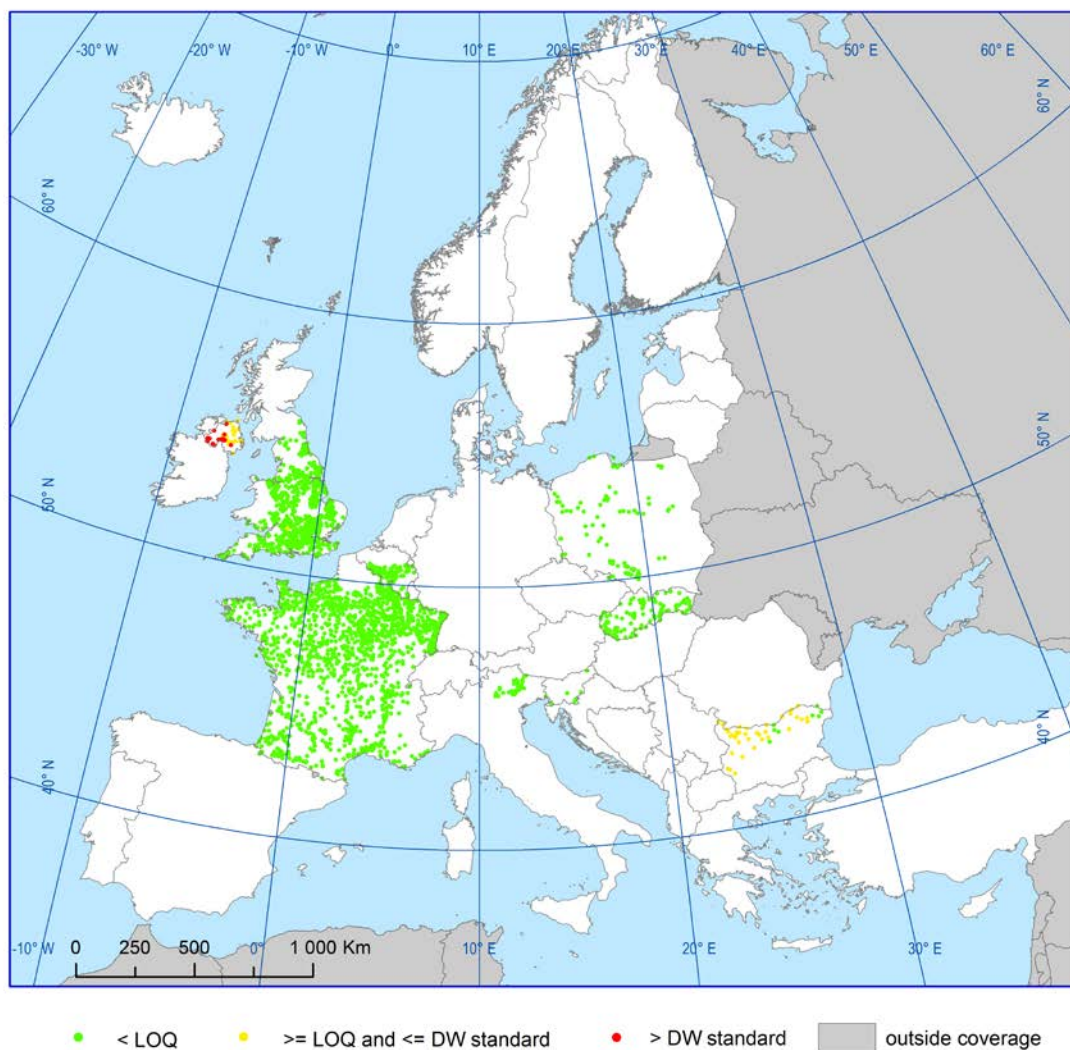 -30° W -20° W -10° W 0° 10° E 20° E 30° E 40° E 50° E 60° E
60° N
60° N
50° N
50° N
40° N
40° N
-10° W 0° 10° E 20° E 30° E
0 250 500 1 000 Km
< LOQ >= LOQ and <= DW standard > DW standard outside coverage